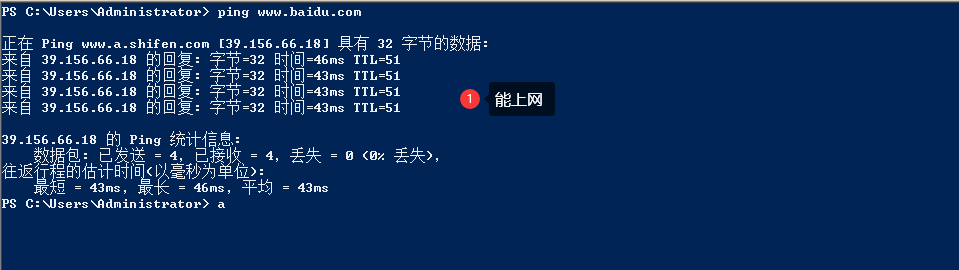 PS C:\Users\Administrator> ping www.baidu.com
正在 Ping www.a.shifen.com [39.156.66.18] 具有 32 字节的数据:
来自 39.156.66.18 的回复: 字节=32 时间=46ms TTL=51
来自 39.156.66.18 的回复: 字节=32 时间=43ms TTL=51
来自 39.156.66.18 的回复: 字节=32 时间=43ms TTL=51
来自 39.156.66.18 的回复: 字节=32 时间=43ms TTL=51
1 能上网
39.156.66.18 的 Ping 统计信息:
数据包: 已发送 = 4, 已接收 = 4, 丢失 = 0 (0% 丢失),
往返行程的估计时间(以毫秒为单位):
最短 = 43ms, 最长 = 46ms, 平均 = 43ms
PS C:\Users\Administrator> a